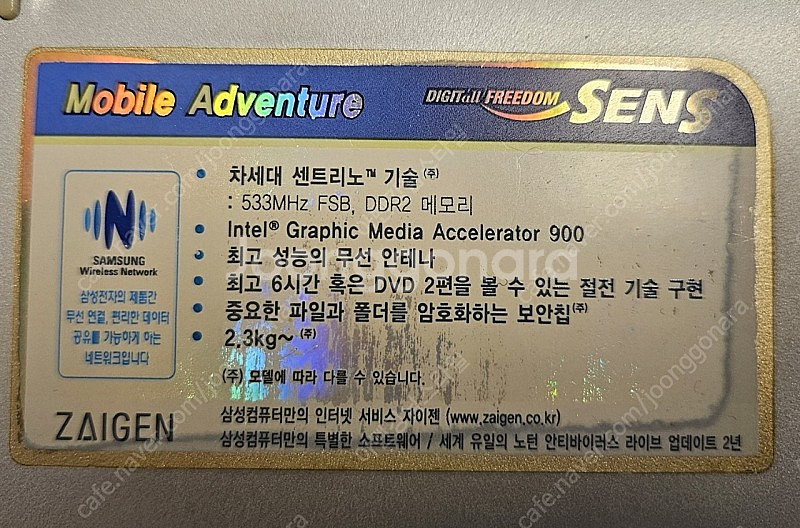 Mobile Adventure
DIGITall FREEDOM SENS
차세대 센트리노™ 기술 (주)
: 533MHz FSB, DDR2 메모리
Intel® Graphic Media Accelerator 900
최고 성능의 무선 안테나
최고 6시간 혹은 DVD 2편을 볼 수 있는 절전 기술 구현
중요한 파일과 폴더를 암호화하는 보안칩 (주)
2.3kg~ (주)
(주) 모델에 따라 다를 수 있습니다.
N
SAMSUNG
Wireless Network
삼성전자의 제품간
무선 연결, 편리한 데이터
공유를 가능하게 하는
네트워크입니다
ZAIGEN
삼성컴퓨터만의 인터넷 서비스 자이젠 (www.zaigen.co.kr)
삼성컴퓨터만의 특별한 소프트웨어 / 세계 유일의 노턴 안티바이러스 라이브 업데이트 2년
Joonggonara
cafe.naver.com/joonggonara